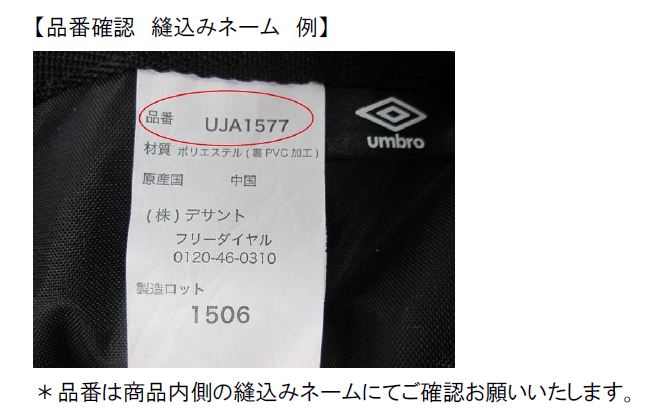 【品番確認　縫込みネーム　例】
品番　UJA1577
材質 ポリエステル(裏PVC加工)
原産国　中国
(株)デサント
フリーダイヤル
0120-46-0310
製造ロット
1506
umbro
＊品番は商品内側の縫込みネームにてご確認お願いいたします。